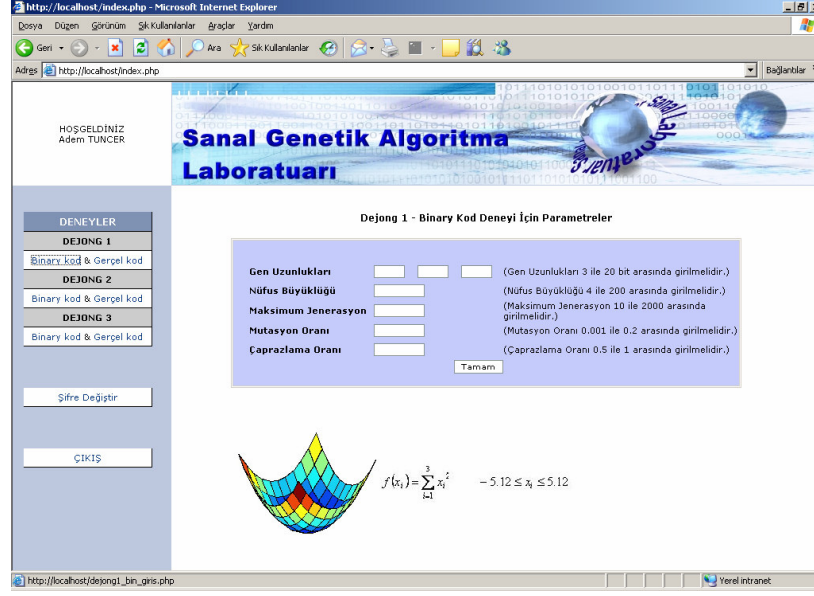 http://localhost/index.php - Microsoft Internet Explorer
Dosya Düzen Görünüm Sık Kullanılanlar Araçlar Yardım
Geri Ara Sık Kullanılanlar
Adres http://localhost/index.php Bağlantılar
HOŞGELDİNİZ
Adem TUNCER
Sanal Genetik Algoritma
Laboratuarı
Sanal Laboratuar
DENEYLER
DEJONG 1
Binary kod & Gerçel kod
DEJONG 2
Binary kod & Gerçel kod
DEJONG 3
Binary kod & Gerçel kod
Şifre Değiştir
ÇIKIŞ
Dejong 1 - Binary Kod Deneyi İçin Parametreler
Gen Uzunlukları (Gen Uzunlukları 3 ile 20 bit arasında girilmelidir.)
Nüfus Büyüklüğü (Nüfus Büyüklüğü 4 ile 200 arasında girilmelidir.)
Maksimum Jenerasyon (Maksimum Jenerasyon 10 ile 2000 arasında
girilmelidir.)
Mutasyon Oranı (Mutasyon Oranı 0.001 ile 0.2 arasında girilmelidir.)
Çaprazlama Oranı (Çaprazlama Oranı 0.5 ile 1 arasında girilmelidir.)
Tamam
f(x_i) = ∑_{i=1}^{3} x_i^2 - 5.12 ≤ x_i ≤ 5.12
http://localhost/dejong1_bin_giris.php Yerel intranet